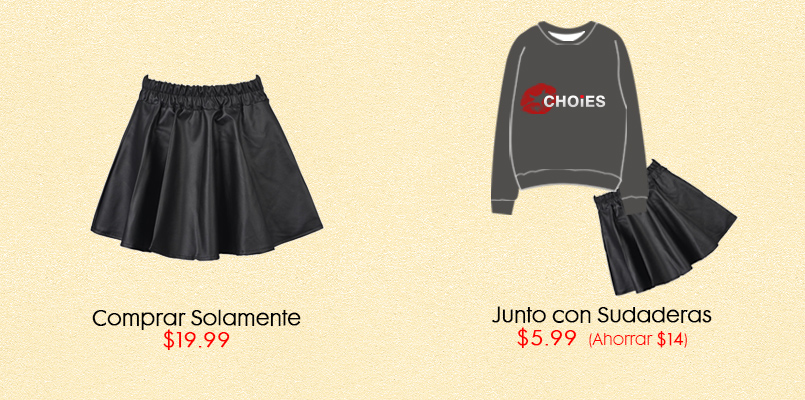 CHOiES
Comprar Solamente
$19.99
Junto con Sudaderas
$5.99 (Ahorrar $14)